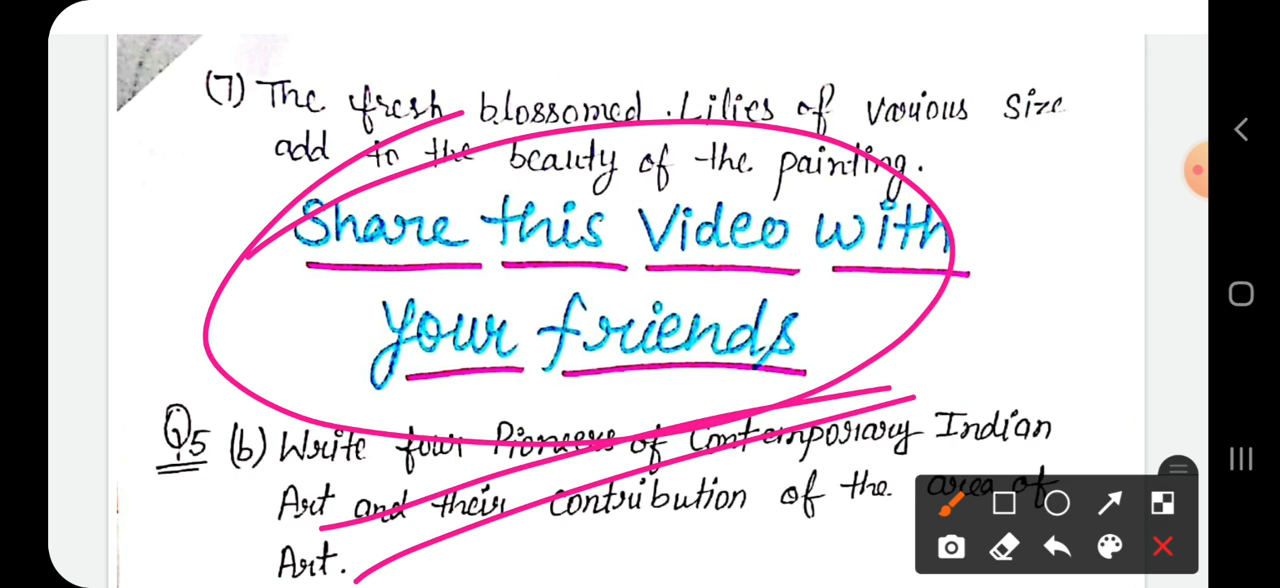 (7) The fresh blossomed Lilies of various size
add to the beauty of the painting.
Share this Video with
your friends
Q5 (b) Write four Pioneers of Contemporary Indian
Art and their contribution of the area of
Art.